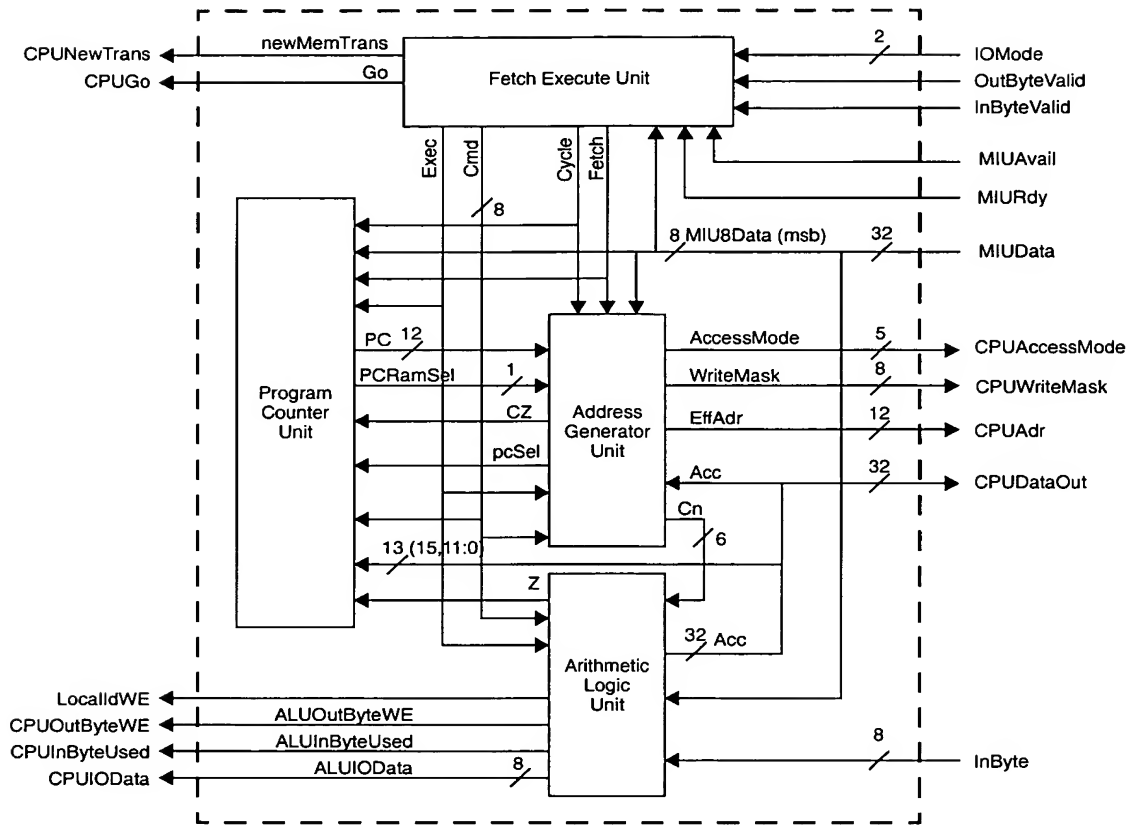 newMemTrans
2
CPUNewTrans
IOMode
Go
Fetch Execute Unit
CPUGo
OutByteValid
InByteValid
Exec
Cmd
Cycle
Fetch
MIUAvail
MIURdy
8
8 MIU8Data (msb)
32
MIUData
PC
12
AccessMode
5
CPUAccessMode
PCRamSel
1
WriteMask
8
CPUWriteMask
Program
Counter
Unit
CZ
Address
Generator
Unit
EffAdr
12
CPUAdr
pcSel
Acc
32
CPUDataOut
Cn
6
13 (15,11:0)
Z
32 Acc
Arithmetic
Logic
Unit
LocalIdWE
ALUOutByteWE
CPUOutByteWE
ALUInByteUsed
CPUInByteUsed
ALUIOData
8
CPUIOData
8
InByte